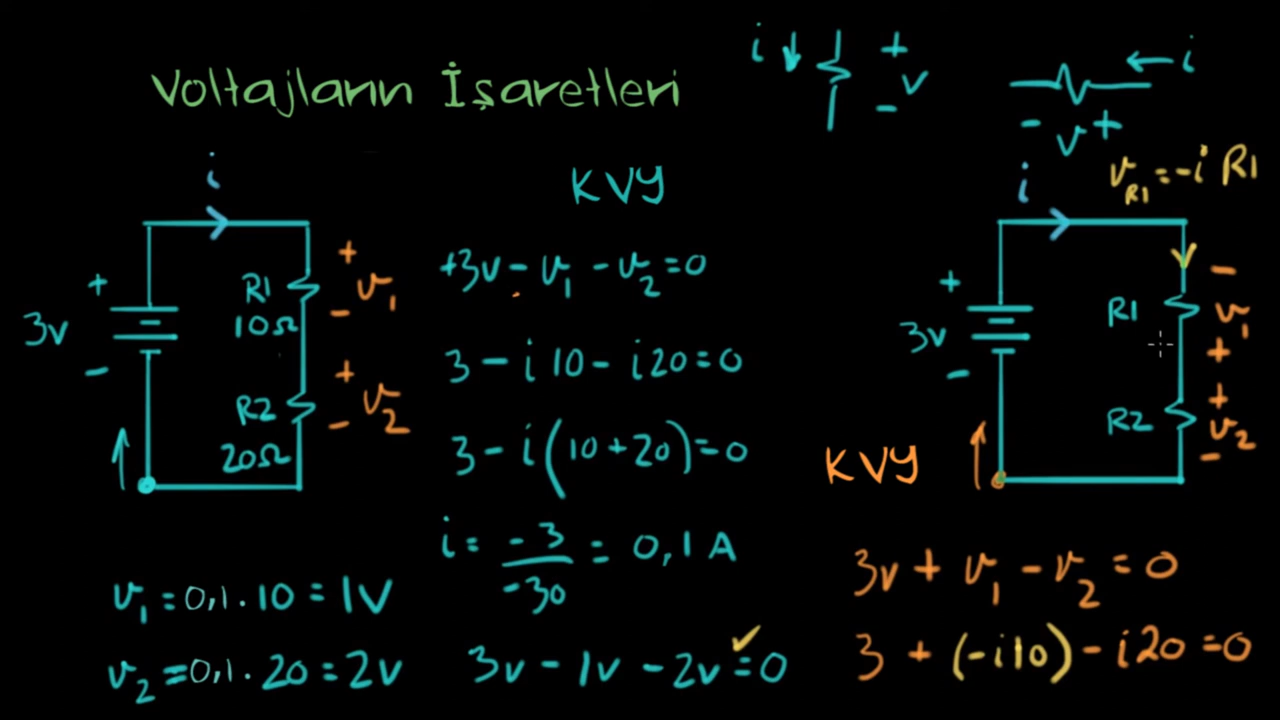 Voltajların İşaretleri
i + v -
← i
- v +
v_R1 = -i R1
i
+
3v
-
R1
10Ω
+
v₁
-
R2
20Ω
+
v₂
-
KVY
+3v - v₁ - v₂ = 0
3 - i 10 - i 20 = 0
3 - i (10 + 20) = 0
i = -3/-30 = 0,1 A
v₁ = 0,1 . 10 = 1V
v₂ = 0,1 . 20 = 2v
3v - 1v - 2v = 0 ✓
i
+
3v
-
R1
-
v₁
+
R2
+
v₂
-
KVY
3v + v₁ - v₂ = 0
3 + (-i10) - i20 = 0